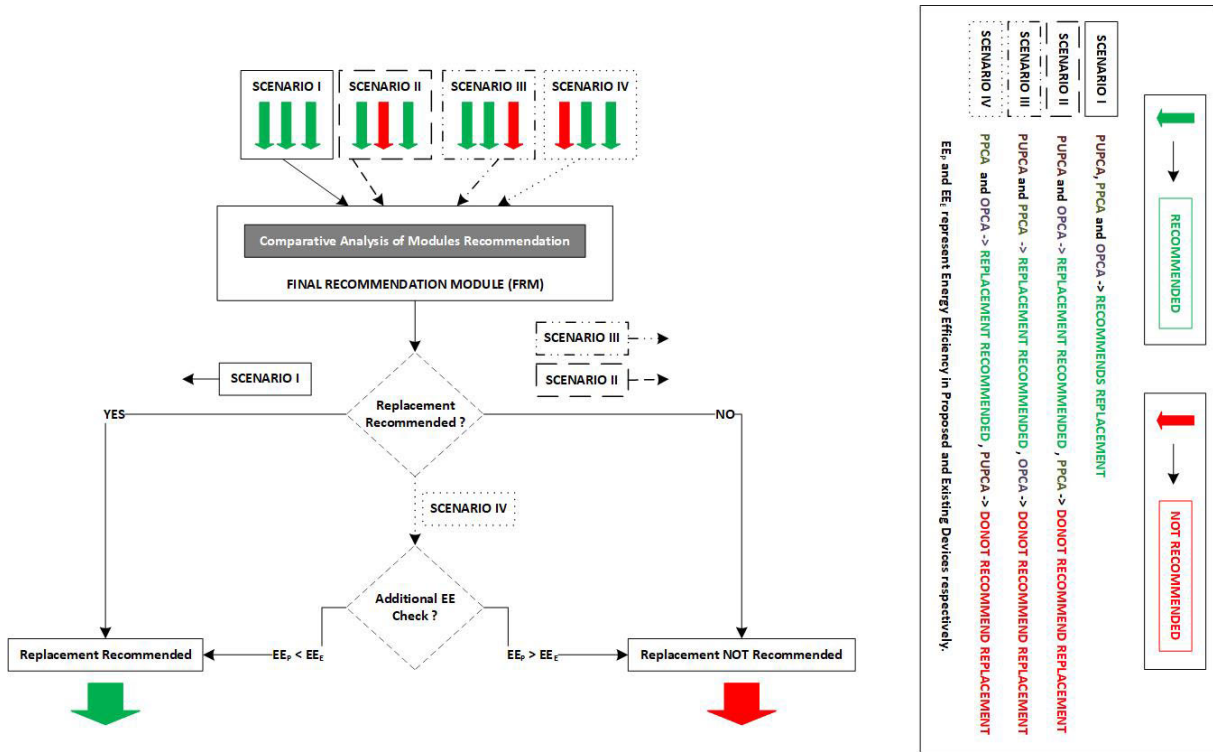 SCENARIO I
SCENARIO II
SCENARIO III
SCENARIO IV
Comparative Analysis of Modules Recommendation
FINAL RECOMMENDATION MODULE (FRM)
SCENARIO III
SCENARIO I
SCENARIO II
Replacement
Recommended ?
YES
NO
SCENARIO IV
Additional EE
Check ?
Replacement Recommended
EEP < EEE
EEP > EEE
Replacement NOT Recommended
RECOMMENDED
NOT RECOMMENDED
SCENARIO I PUPCA, PPCA and OPCA -> RECOMMENDS REPLACEMENT
SCENARIO II PUPCA and OPCA -> REPLACEMENT RECOMMENDED , PPCA -> DONOT RECOMMEND REPLACEMENT
SCENARIO III PUPCA and PPCA -> REPLACEMENT RECOMMENDED , OPCA -> DONOT RECOMMEND REPLACEMENT
SCENARIO IV PPCA and OPCA -> REPLACEMENT RECOMMENDED , PUPCA -> DONOT RECOMMEND REPLACEMENT
EEP and EEE represent Energy Efficiency in Proposed and Existing Devices respectively.